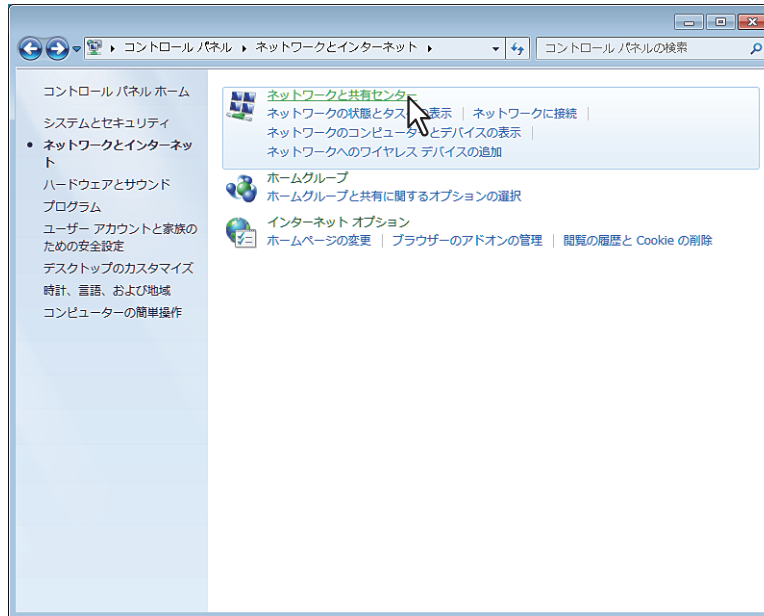 コントロール パネル ▸ ネットワークとインターネット ▸
コントロール パネルの検索
コントロール パネル ホーム
システムとセキュリティ
• ネットワークとインターネッ
ト
ハードウェアとサウンド
プログラム
ユーザー アカウントと家族の
ための安全設定
デスクトップのカスタマイズ
時計、言語、および地域
コンピューターの簡単操作
ネットワークと共有センター
ネットワークの状態とタスクの表示 | ネットワークに接続 |
ネットワークのコンピューターとデバイスの表示 |
ネットワークへのワイヤレス デバイスの追加
ホームグループ
ホームグループと共有に関するオプションの選択
インターネット オプション
ホームページの変更 | ブラウザーのアドオンの管理 | 閲覧の履歴と Cookie の削除